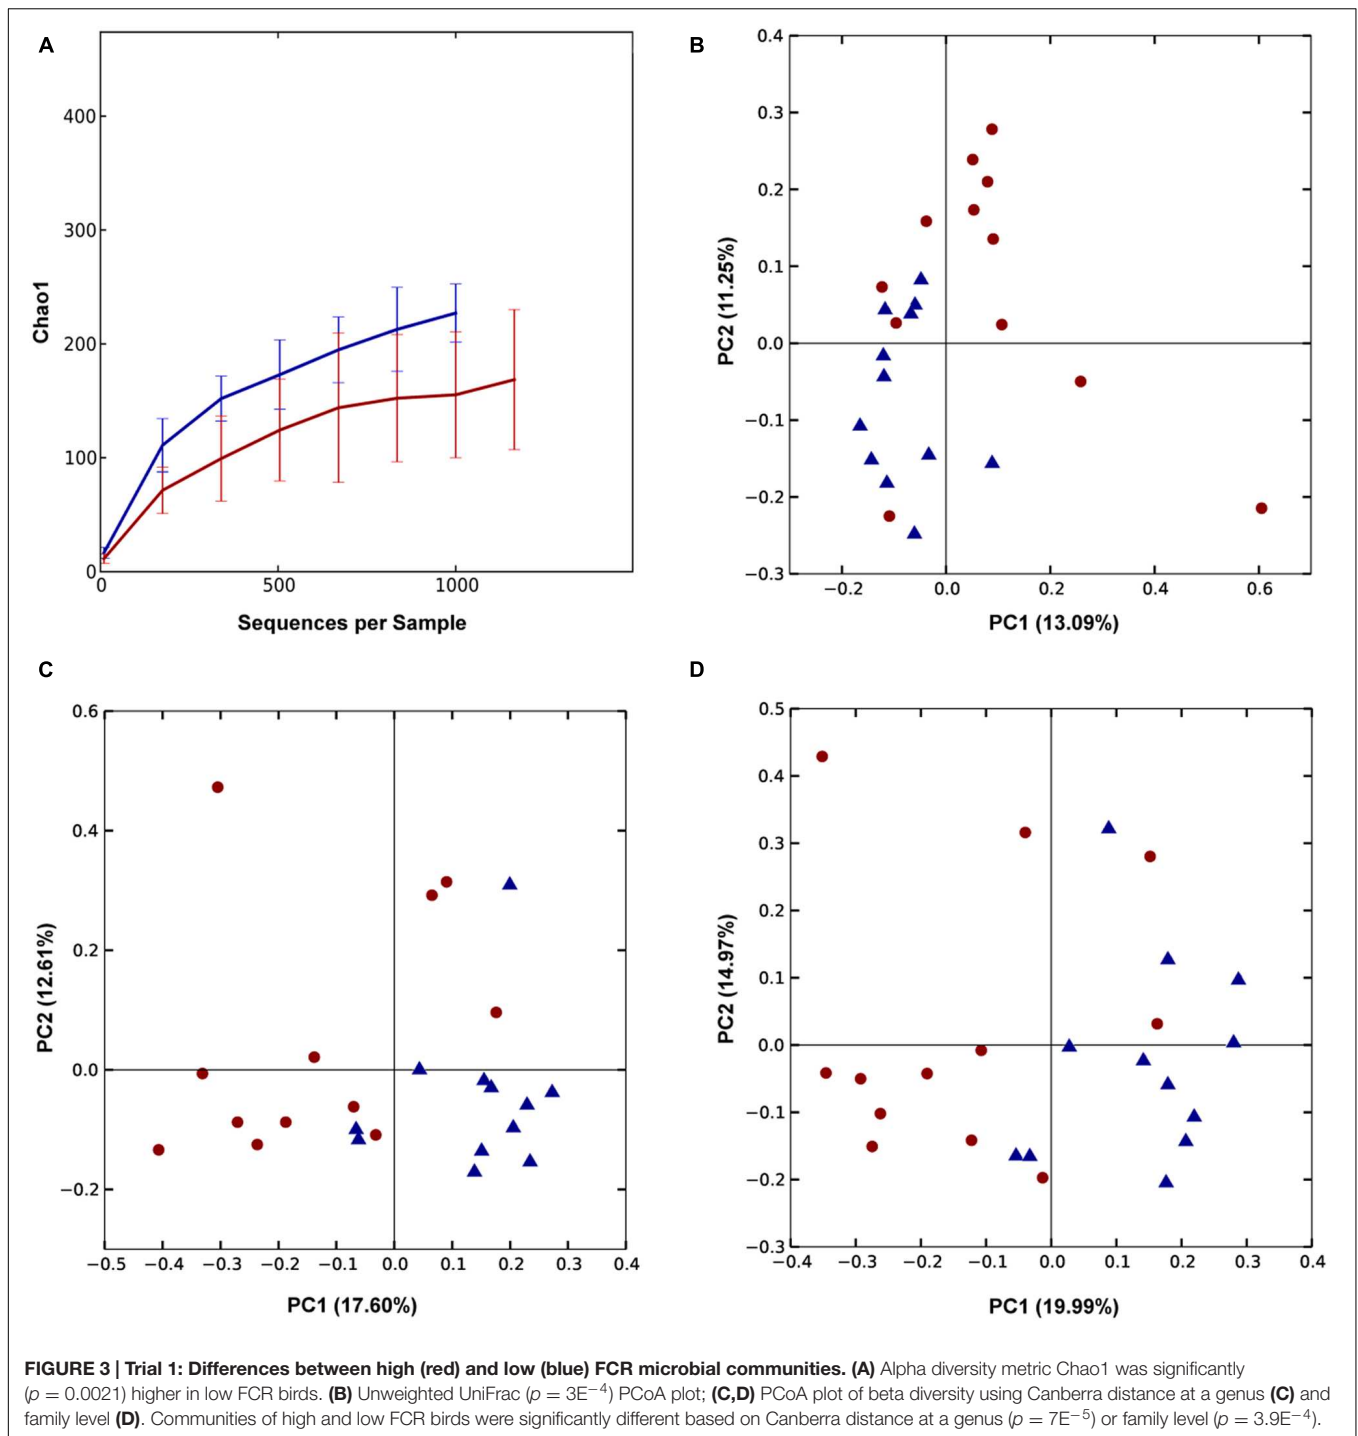 A
400
300
200
100
0
Chao1
0 500 1000
Sequences per Sample
B
0.4
0.3
0.2
0.1
0.0
−0.1
−0.2
−0.3
PC2 (11.25%)
−0.2 0.0 0.2 0.4 0.6
PC1 (13.09%)
C
0.6
0.4
0.2
0.0
−0.2
PC2 (12.61%)
−0.5 −0.4 −0.3 −0.2 −0.1 0.0 0.1 0.2 0.3 0.4
PC1 (17.60%)
D
0.5
0.4
0.3
0.2
0.1
0.0
−0.1
−0.2
−0.3
PC2 (14.97%)
−0.4 −0.3 −0.2 −0.1 0.0 0.1 0.2 0.3 0.4
PC1 (19.99%)
FIGURE 3 | Trial 1: Differences between high (red) and low (blue) FCR microbial communities. (A) Alpha diversity metric Chao1 was significantly
(p = 0.0021) higher in low FCR birds. (B) Unweighted UniFrac (p = 3E⁻⁴) PCoA plot; (C,D) PCoA plot of beta diversity using Canberra distance at a genus (C) and
family level (D). Communities of high and low FCR birds were significantly different based on Canberra distance at a genus (p = 7E⁻⁵) or family level (p = 3.9E⁻⁴).